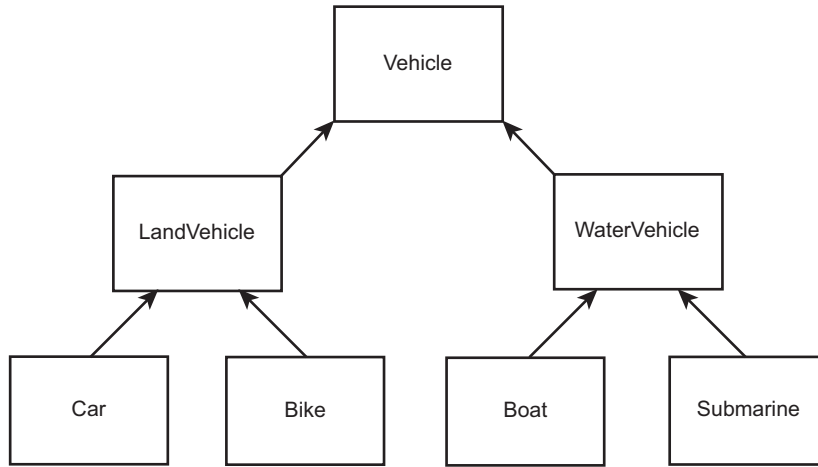 Vehicle
LandVehicle
WaterVehicle
Car
Bike
Boat
Submarine